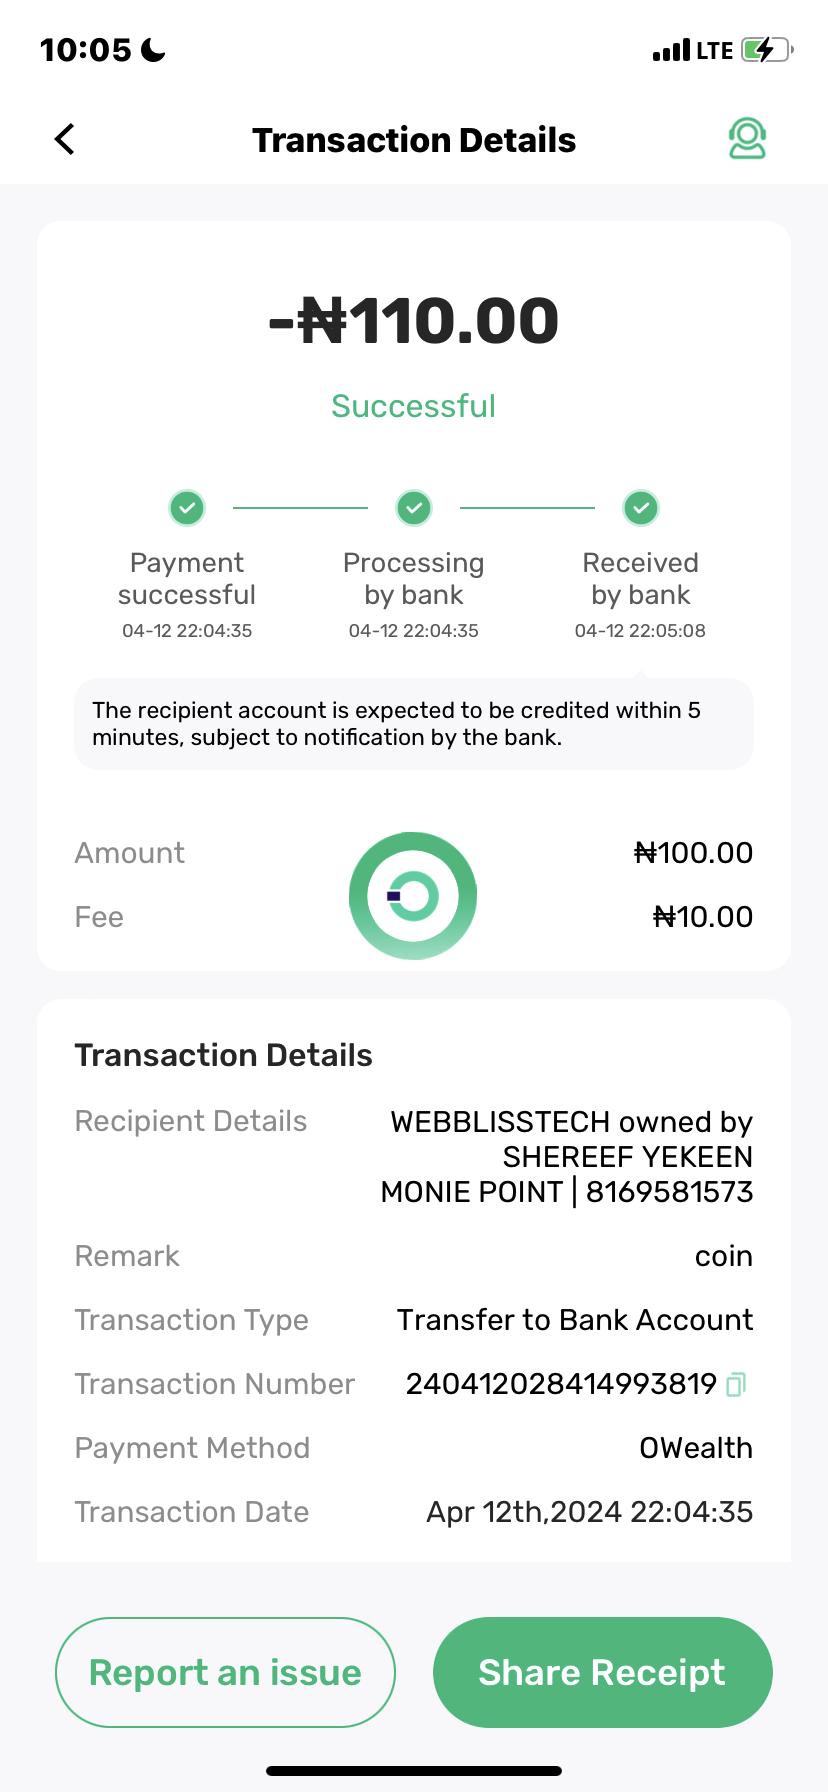 10:05
LTE
Transaction Details
-₦110.00
Successful
Payment
successful
04-12 22:04:35
Processing
by bank
04-12 22:04:35
Received
by bank
04-12 22:05:08
The recipient account is expected to be credited within 5
minutes, subject to notification by the bank.
Amount ₦100.00
Fee ₦10.00
Transaction Details
Recipient Details WEBBLISSTECH owned by
SHEREEF YEKEEN
MONIE POINT | 8169581573
Remark coin
Transaction Type Transfer to Bank Account
Transaction Number 240412028414993819
Payment Method OWealth
Transaction Date Apr 12th,2024 22:04:35
Report an issue
Share Receipt